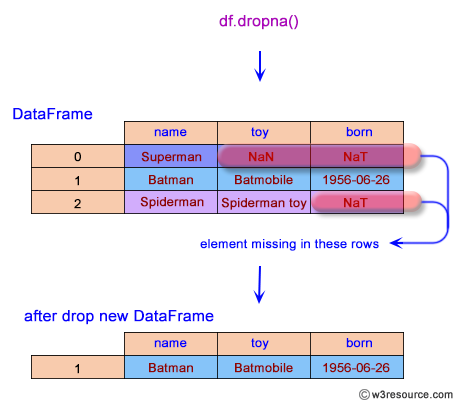 df.dropna()
DataFrame
name toy born
0 Superman NaN NaT
1 Batman Batmobile 1956-06-26
2 Spiderman Spiderman toy NaT
element missing in these rows
after drop new DataFrame
name toy born
1 Batman Batmobile 1956-06-26
© w3resource.com